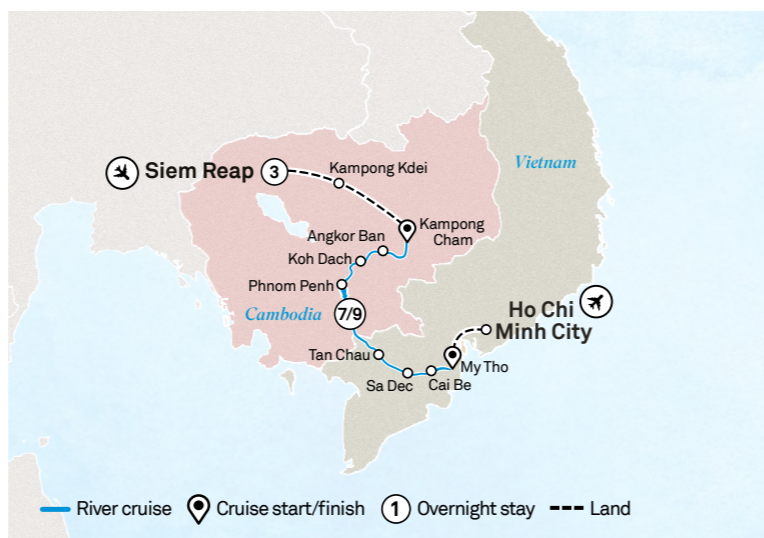 Vietnam
Kampong Kdei
Siem Reap 3
Kampong
Cham
Angkor Ban
Koh Dach
Phnom Penh
Cambodia 7/9
Ho Chi
Minh City
Tan Chau
My Tho
Sa Dec
Cai Be
River cruise
Cruise start/finish
1 Overnight stay
Land